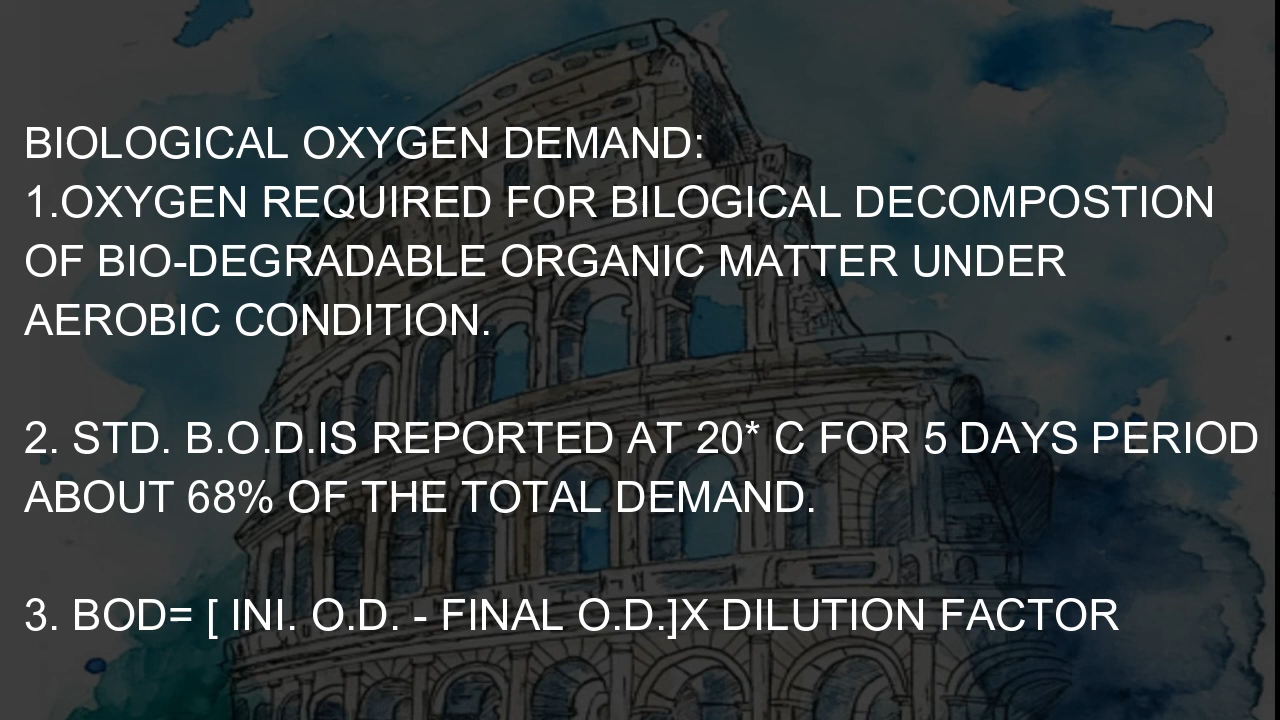 BIOLOGICAL OXYGEN DEMAND:
1.OXYGEN REQUIRED FOR BILOGICAL DECOMPOSTION
OF BIO-DEGRADABLE ORGANIC MATTER UNDER
AEROBIC CONDITION.
2. STD. B.O.D.IS REPORTED AT 20* C FOR 5 DAYS PERIOD
ABOUT 68% OF THE TOTAL DEMAND.
3. BOD= [ INI. O.D. - FINAL O.D.]X DILUTION FACTOR